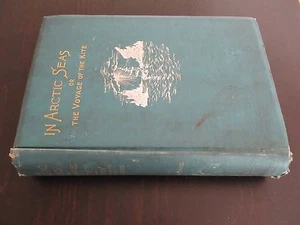 IN ARCTIC SEAS
OR
THE VOYAGE OF THE KITE